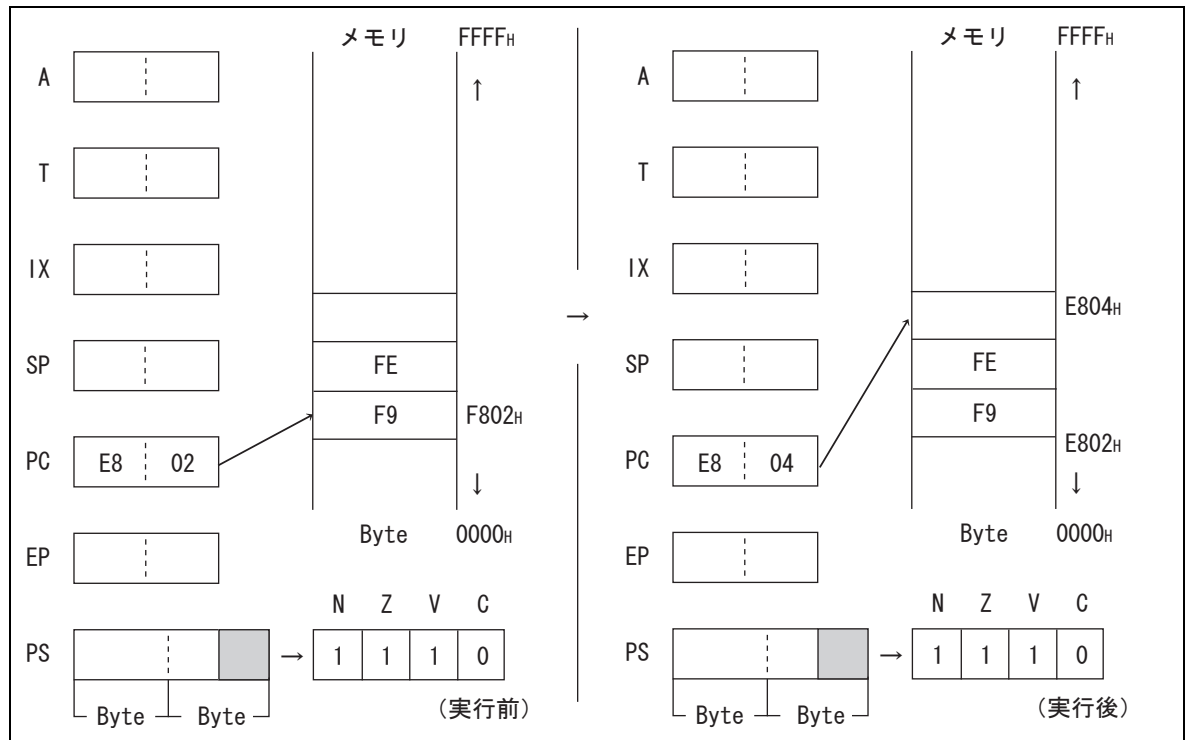 メモリ FFFFH
A
↑
T
IX
SP FE
F9 F802H
PC E8 02
↓
Byte 0000H
EP
N Z V C
PS → 1 1 1 0
Byte Byte (実行前)
→
メモリ FFFFH
A
↑
T
IX
E804H
SP FE
F9
E802H
PC E8 04
↓
Byte 0000H
EP
N Z V C
PS → 1 1 1 0
Byte Byte (実行後)